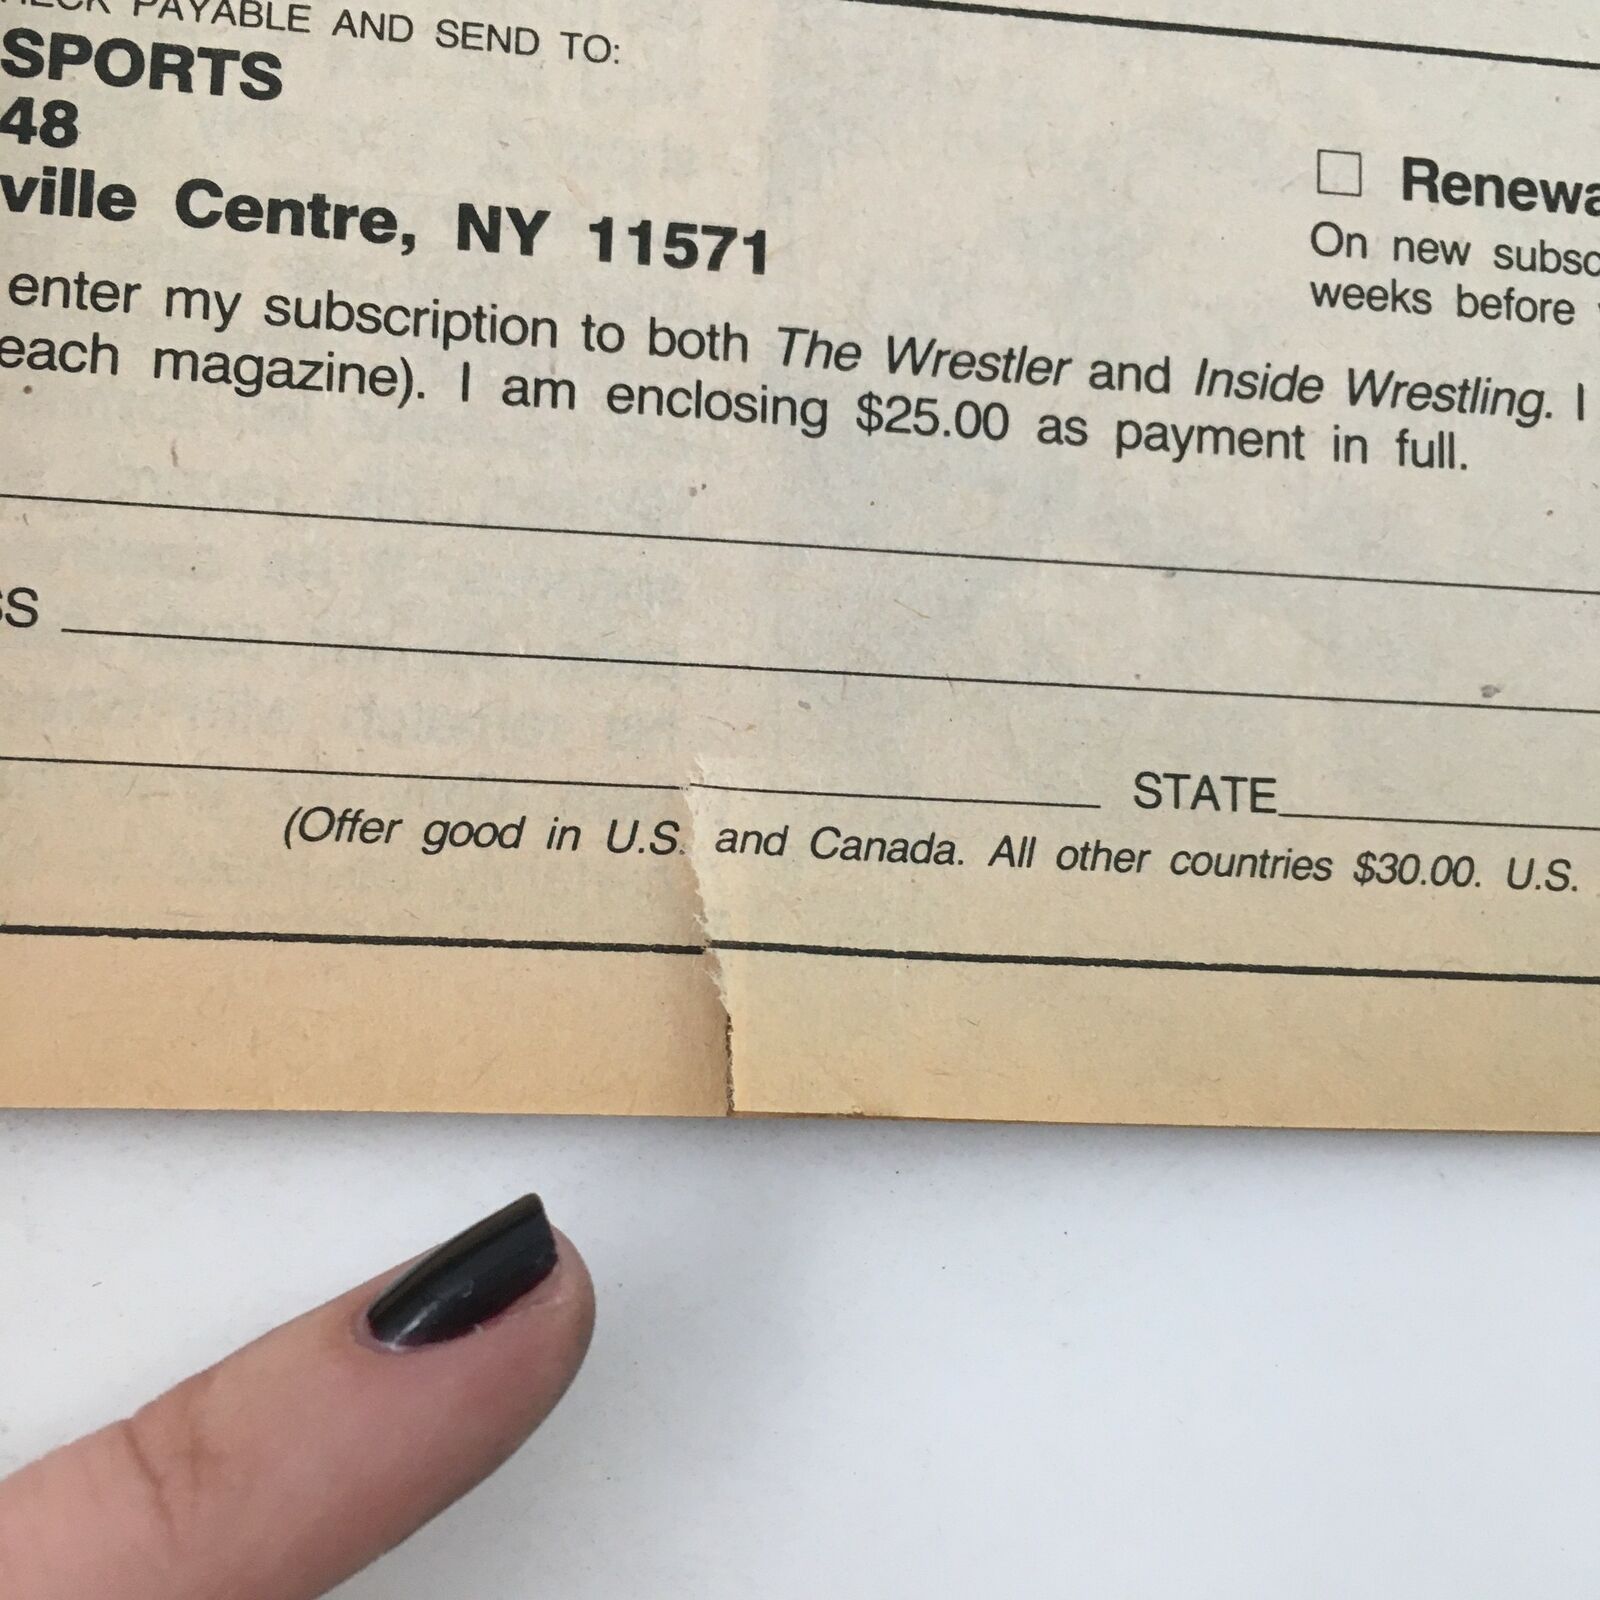 CHECK PAYABLE AND SEND TO:
SPORTS
48
ville Centre, NY 11571
Renewa
On new subsc
weeks before
enter my subscription to both The Wrestler and Inside Wrestling. I
each magazine). I am enclosing $25.00 as payment in full.
SS
STATE
(Offer good in U.S. and Canada. All other countries $30.00. U.S.